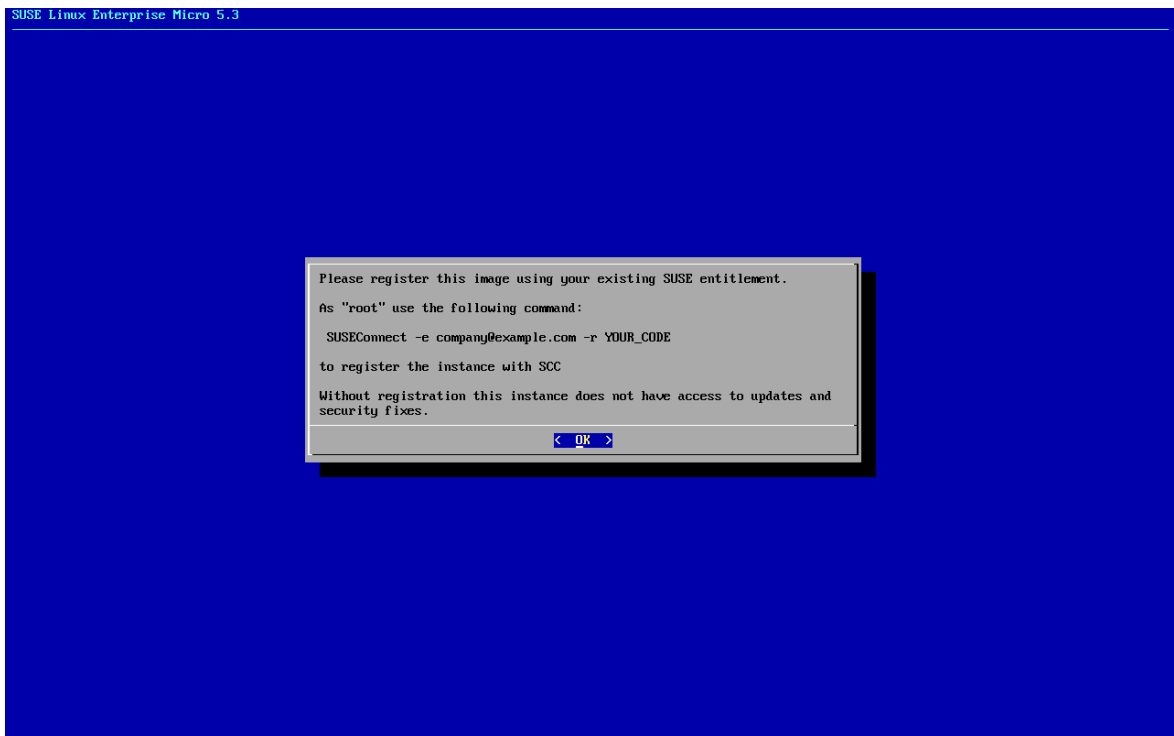 SUSE Linux Enterprise Micro 5.3
Please register this image using your existing SUSE entitlement.
As "root" use the following command:
SUSEConnect -e company@example.com -r YOUR_CODE
to register the instance with SCC
Without registration this instance does not have access to updates and
security fixes.
< OK >